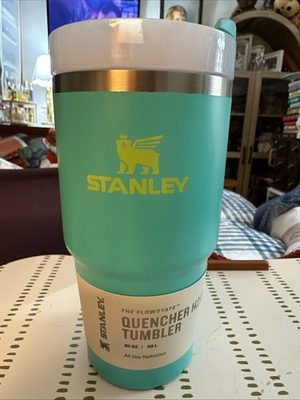 STANLEY
STANLEY.
THE FLOWSTATE™
QUENCHER H2.0
TUMBLER
30 OZ | .88 L
All-Day Hydration